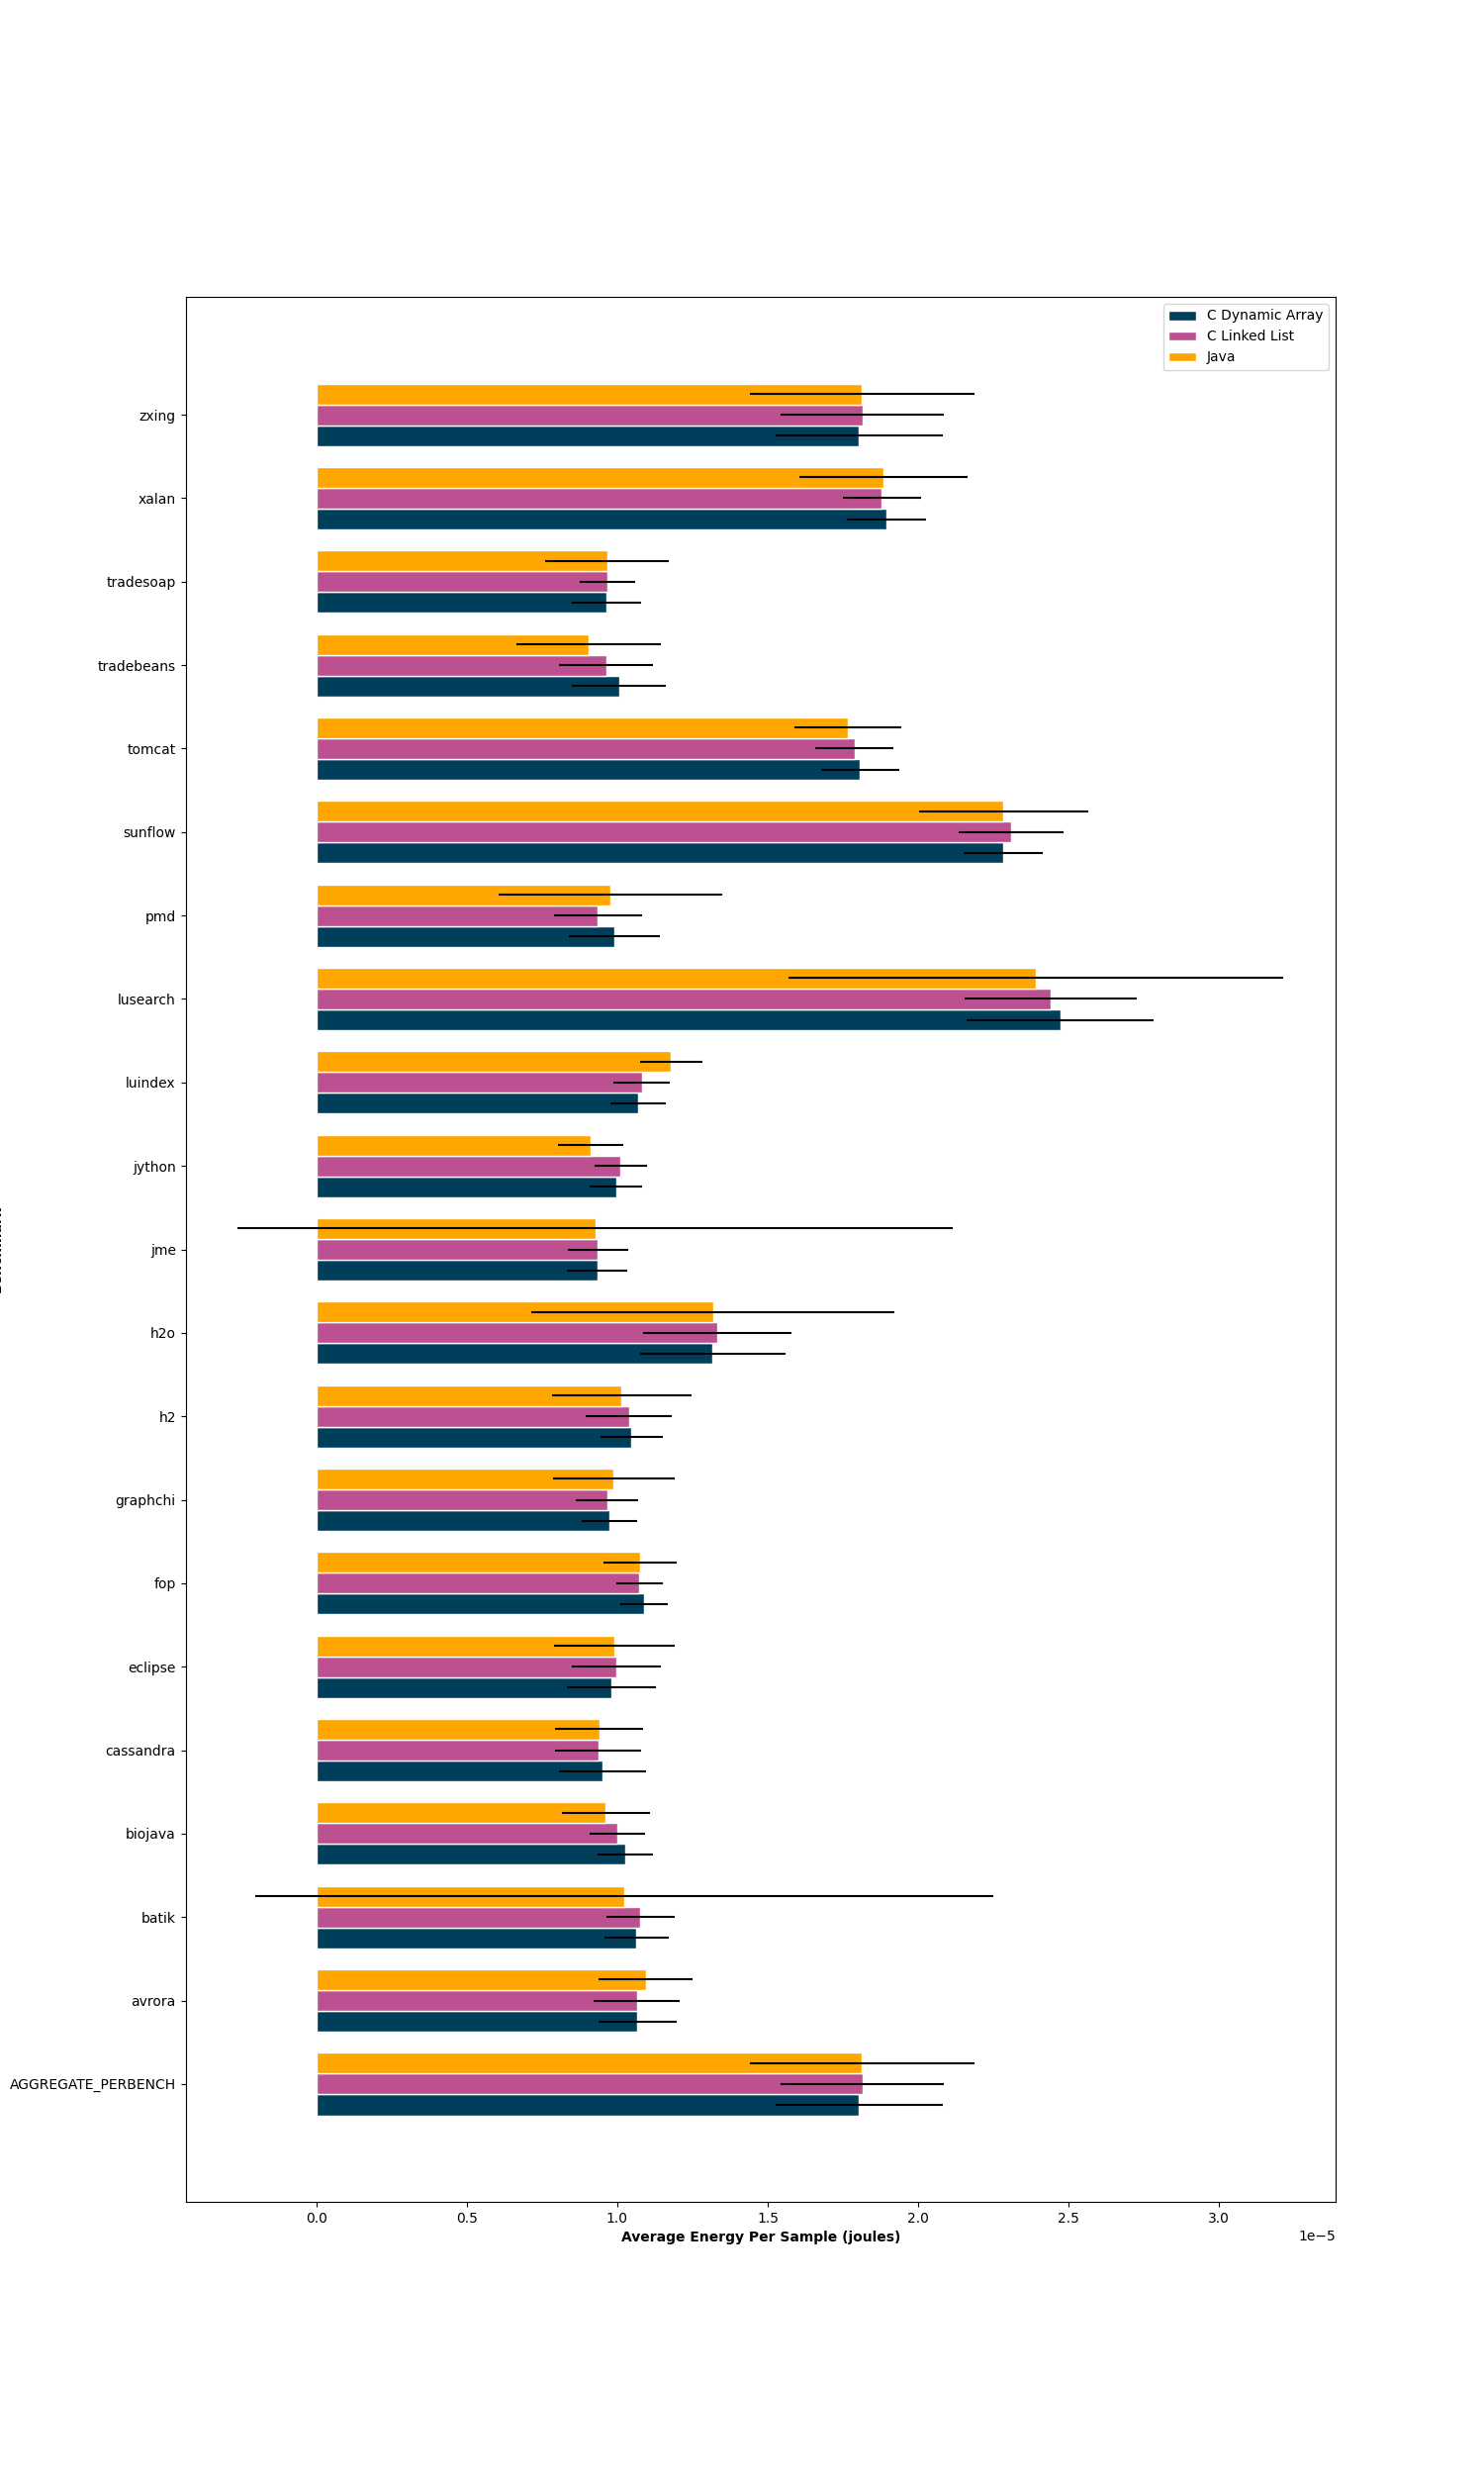 C Dynamic Array
C Linked List
Java
zxing
xalan
tradesoap
tradebeans
tomcat
sunflow
pmd
lusearch
luindex
jython
jme
h2o
h2
graphchi
fop
eclipse
cassandra
biojava
batik
avrora
AGGREGATE_PERBENCH
0.0 0.5 1.0 1.5 2.0 2.5 3.0
Average Energy Per Sample (joules)
1e−5